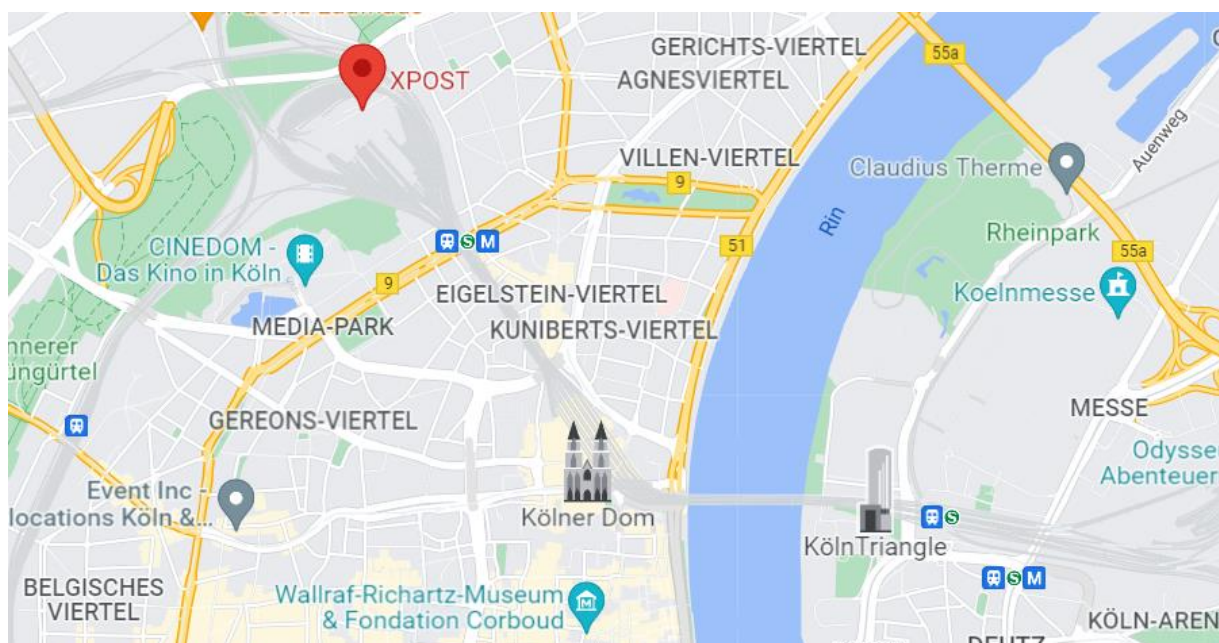 GERICHTS-VIERTEL
55a
XPOST
AGNESVIERTEL
Auenweg
VILLEN-VIERTEL
Claudius Therme
9
Rin
Rheinpark
CINEDOM -
Das Kino in Köln
S M
51
55a
9
EIGELSTEIN-VIERTEL
Koelnmesse
MEDIA-PARK
KUNIBERTS-VIERTEL
nnerer
üngürtel
GEREONS-VIERTEL
MESSE
Odysse
Abenteuer
Event Inc -
locations Köln &...
Kölner Dom
S
KölnTriangle
BELGISCHES
VIERTEL
Wallraf-Richartz-Museum
& Fondation Corboud
S M
KÖLN-AREN